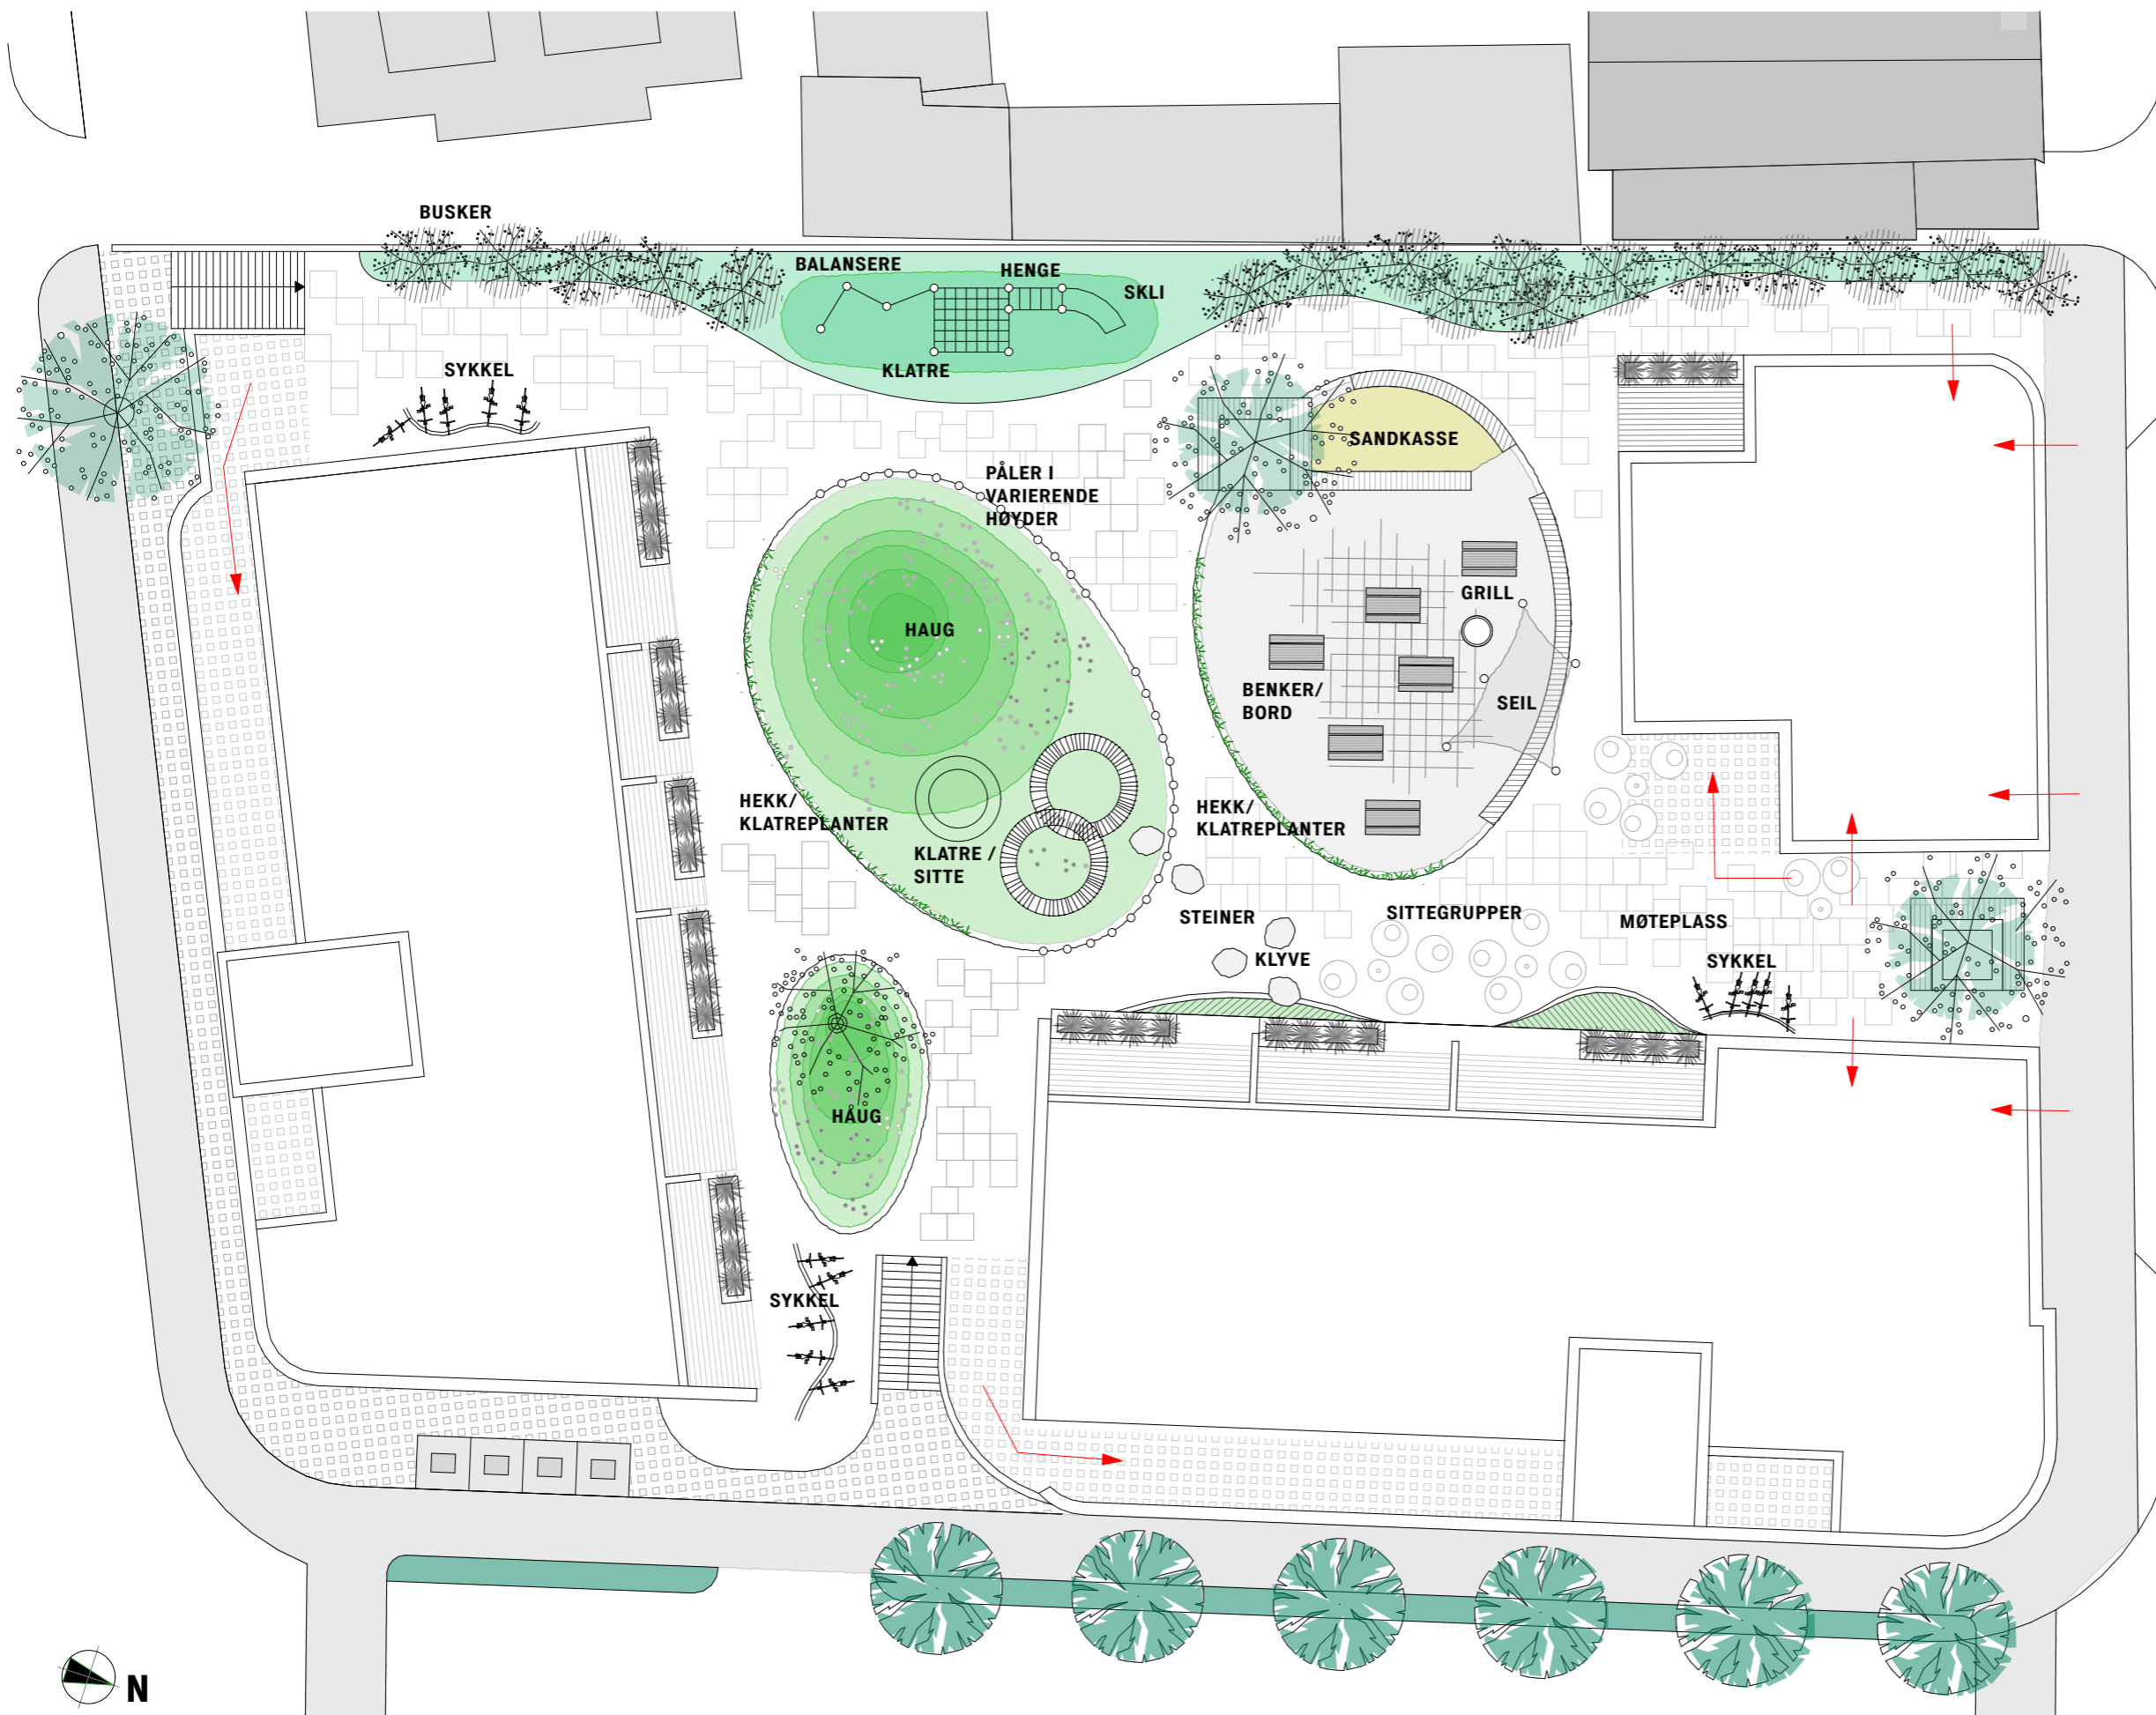 BUSKER
BALANSERE
HENGE
SKLI
SYKKEL
KLATRE
SANDKASSE
PÅLER I
VARIERENDE
HØYDER
GRILL
HAUG
BENKER/
BORD
SEIL
HEKK/
KLATREPLANTER
HEKK/
KLATREPLANTER
KLATRE /
SITTE
STEINER
SITTEGRUPPER
MØTEPLASS
KLYVE
SYKKEL
HAUG
SYKKEL
N